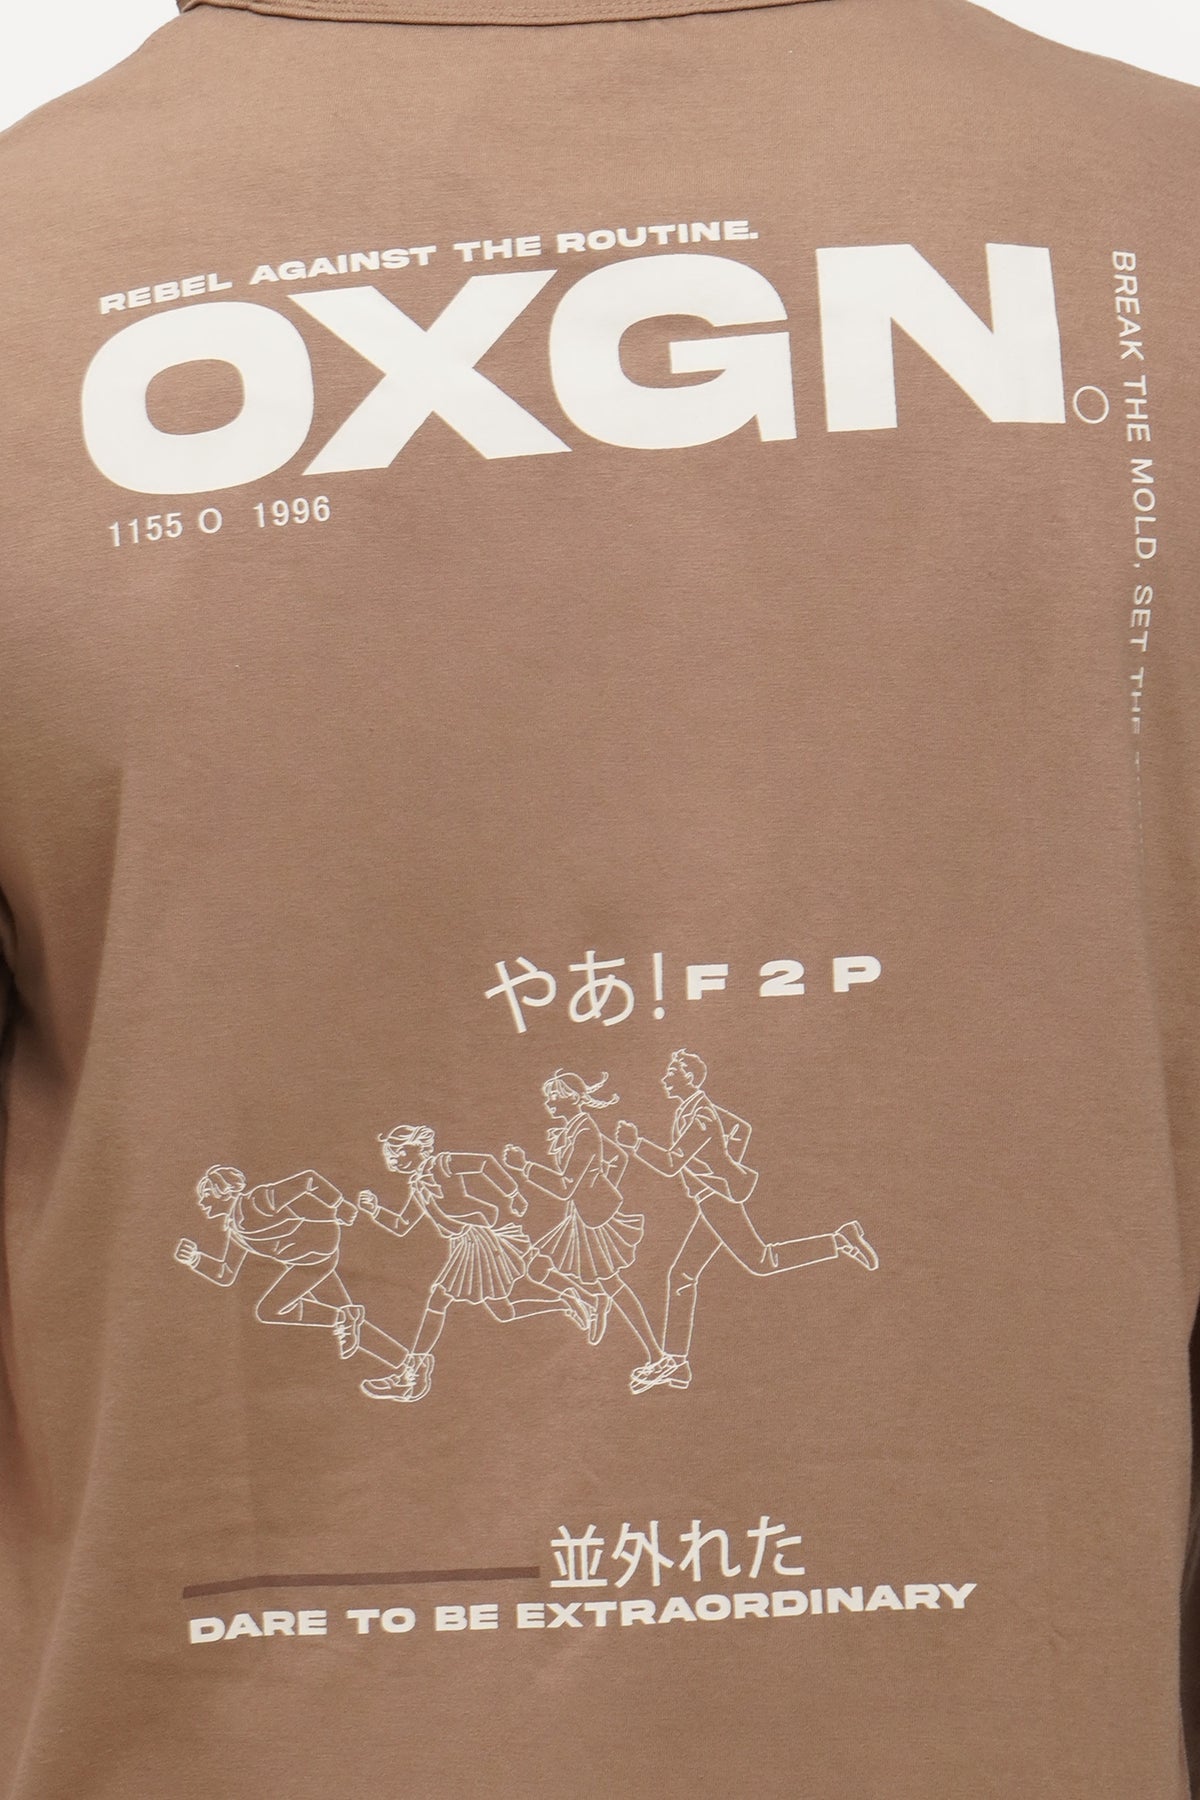 REBEL AGAINST THE ROUTINE.
OXGN
1155 O 1996
BREAK THE MOLD, SET THE
やあ!F2P
並外れた
DARE TO BE EXTRAORDINARY